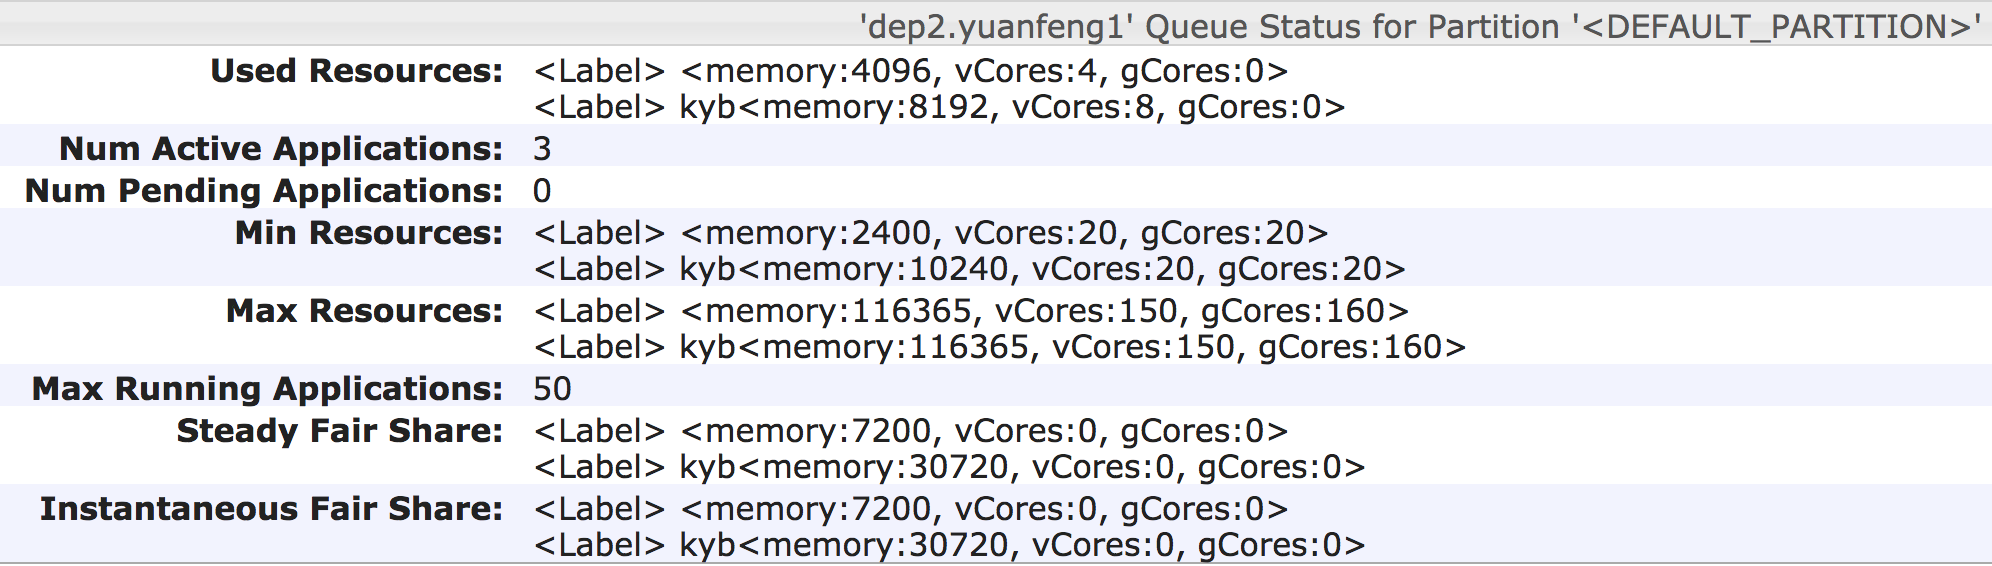 'dep2.yuanfeng1' Queue Status for Partition '<DEFAULT_PARTITION>'
Used Resources: <Label> <memory:4096, vCores:4, gCores:0>
<Label> kyb<memory:8192, vCores:8, gCores:0>
Num Active Applications: 3
Num Pending Applications: 0
Min Resources: <Label> <memory:2400, vCores:20, gCores:20>
<Label> kyb<memory:10240, vCores:20, gCores:20>
Max Resources: <Label> <memory:116365, vCores:150, gCores:160>
<Label> kyb<memory:116365, vCores:150, gCores:160>
Max Running Applications: 50
Steady Fair Share: <Label> <memory:7200, vCores:0, gCores:0>
<Label> kyb<memory:30720, vCores:0, gCores:0>
Instantaneous Fair Share: <Label> <memory:7200, vCores:0, gCores:0>
<Label> kyb<memory:30720, vCores:0, gCores:0>